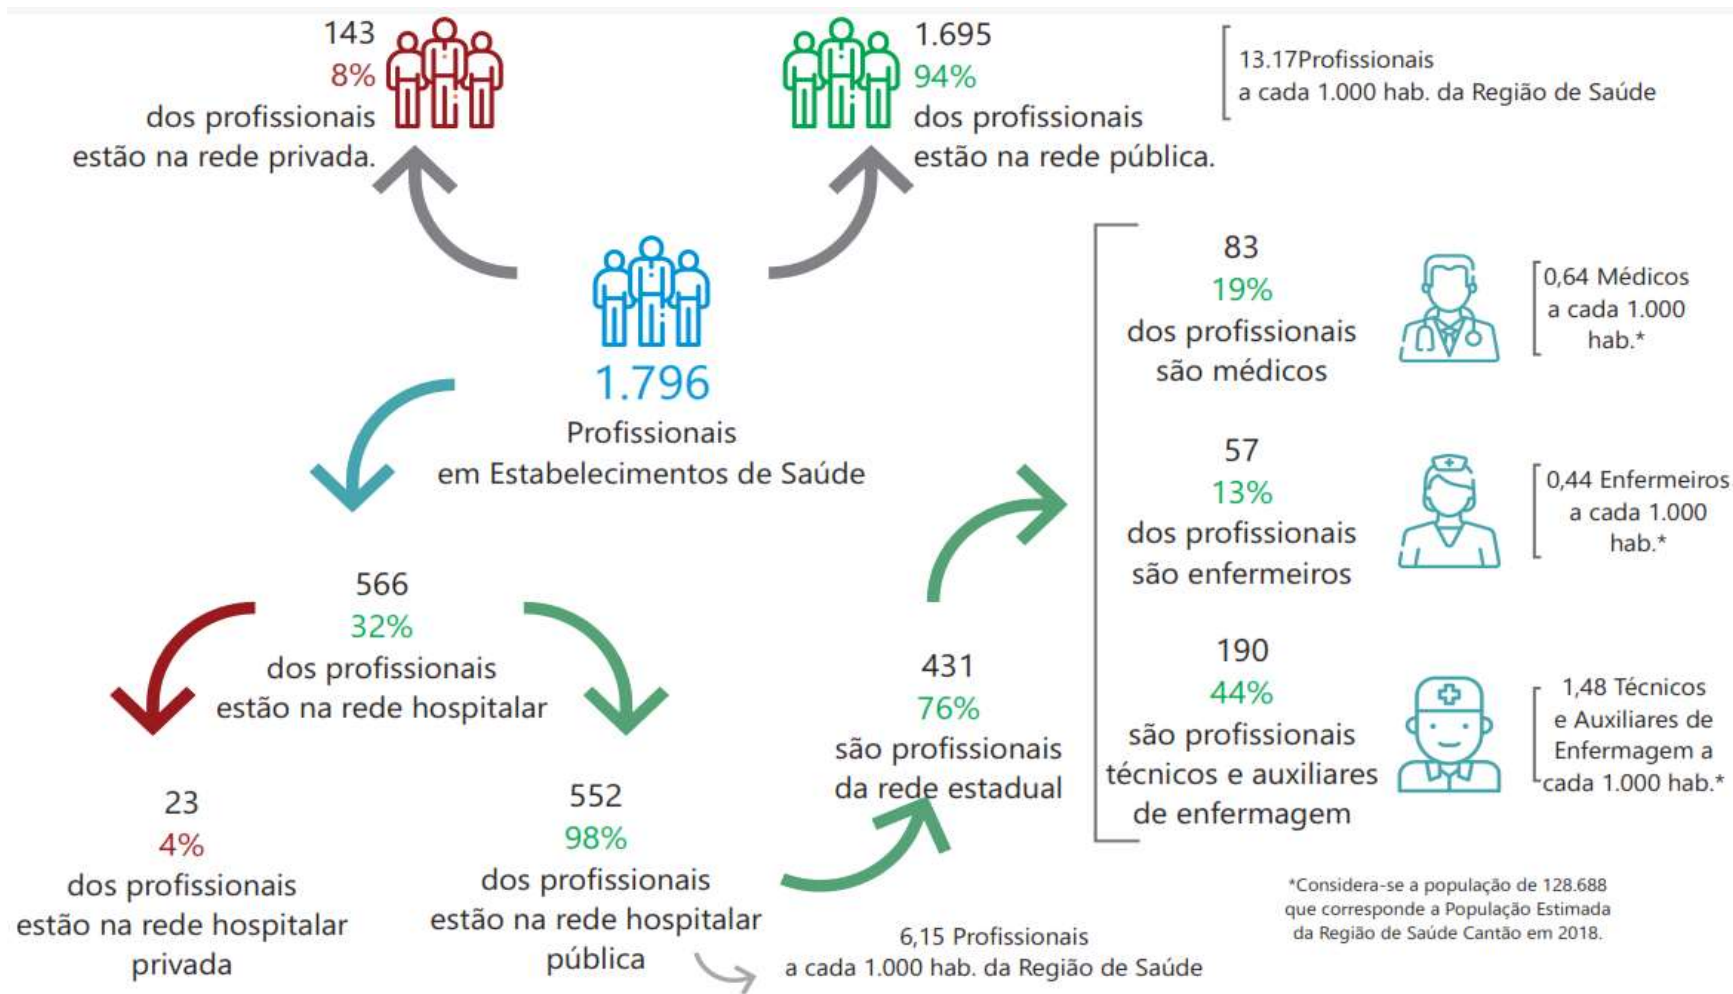 143
8%
dos profissionais
estão na rede privada.
1.695
94%
dos profissionais
estão na rede pública.
13.17Profissionais
a cada 1.000 hab. da Região de Saúde
1.796
Profissionais
em Estabelecimentos de Saúde
566
32%
dos profissionais
estão na rede hospitalar
23
4%
dos profissionais
estão na rede hospitalar
privada
552
98%
dos profissionais
estão na rede hospitalar
pública
6,15 Profissionais
a cada 1.000 hab. da Região de Saúde
431
76%
são profissionais
da rede estadual
83
19%
dos profissionais
são médicos
0,64 Médicos
a cada 1.000
hab.*
57
13%
dos profissionais
são enfermeiros
0,44 Enfermeiros
a cada 1.000
hab.*
190
44%
são profissionais
técnicos e auxiliares
de enfermagem
1,48 Técnicos
e Auxiliares de
Enfermagem a
cada 1.000 hab.*
*Considera-se a população de 128.688
que corresponde a População Estimada
da Região de Saúde Cantão em 2018.